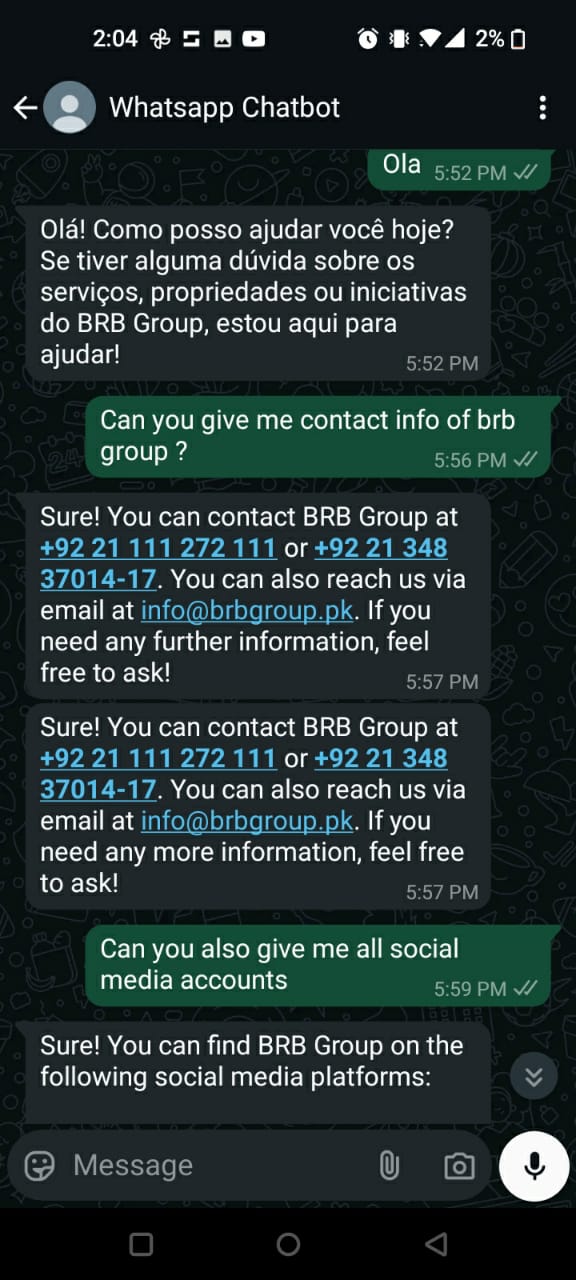 2:04
2%
Whatsapp Chatbot
Ola
5:52 PM
Olá! Como posso ajudar você hoje?
Se tiver alguma dúvida sobre os
serviços, propriedades ou iniciativas
do BRB Group, estou aqui para
ajudar!
5:52 PM
Can you give me contact info of brb
group ?
5:56 PM
Sure! You can contact BRB Group at
+92 21 111 272 111 or +92 21 348
37014-17. You can also reach us via
email at info@brbgroup.pk. If you
need any further information, feel
free to ask!
5:57 PM
Sure! You can contact BRB Group at
+92 21 111 272 111 or +92 21 348
37014-17. You can also reach us via
email at info@brbgroup.pk. If you
need any more information, feel free
to ask!
5:57 PM
Can you also give me all social
media accounts
5:59 PM
Sure! You can find BRB Group on the
following social media platforms:
Message